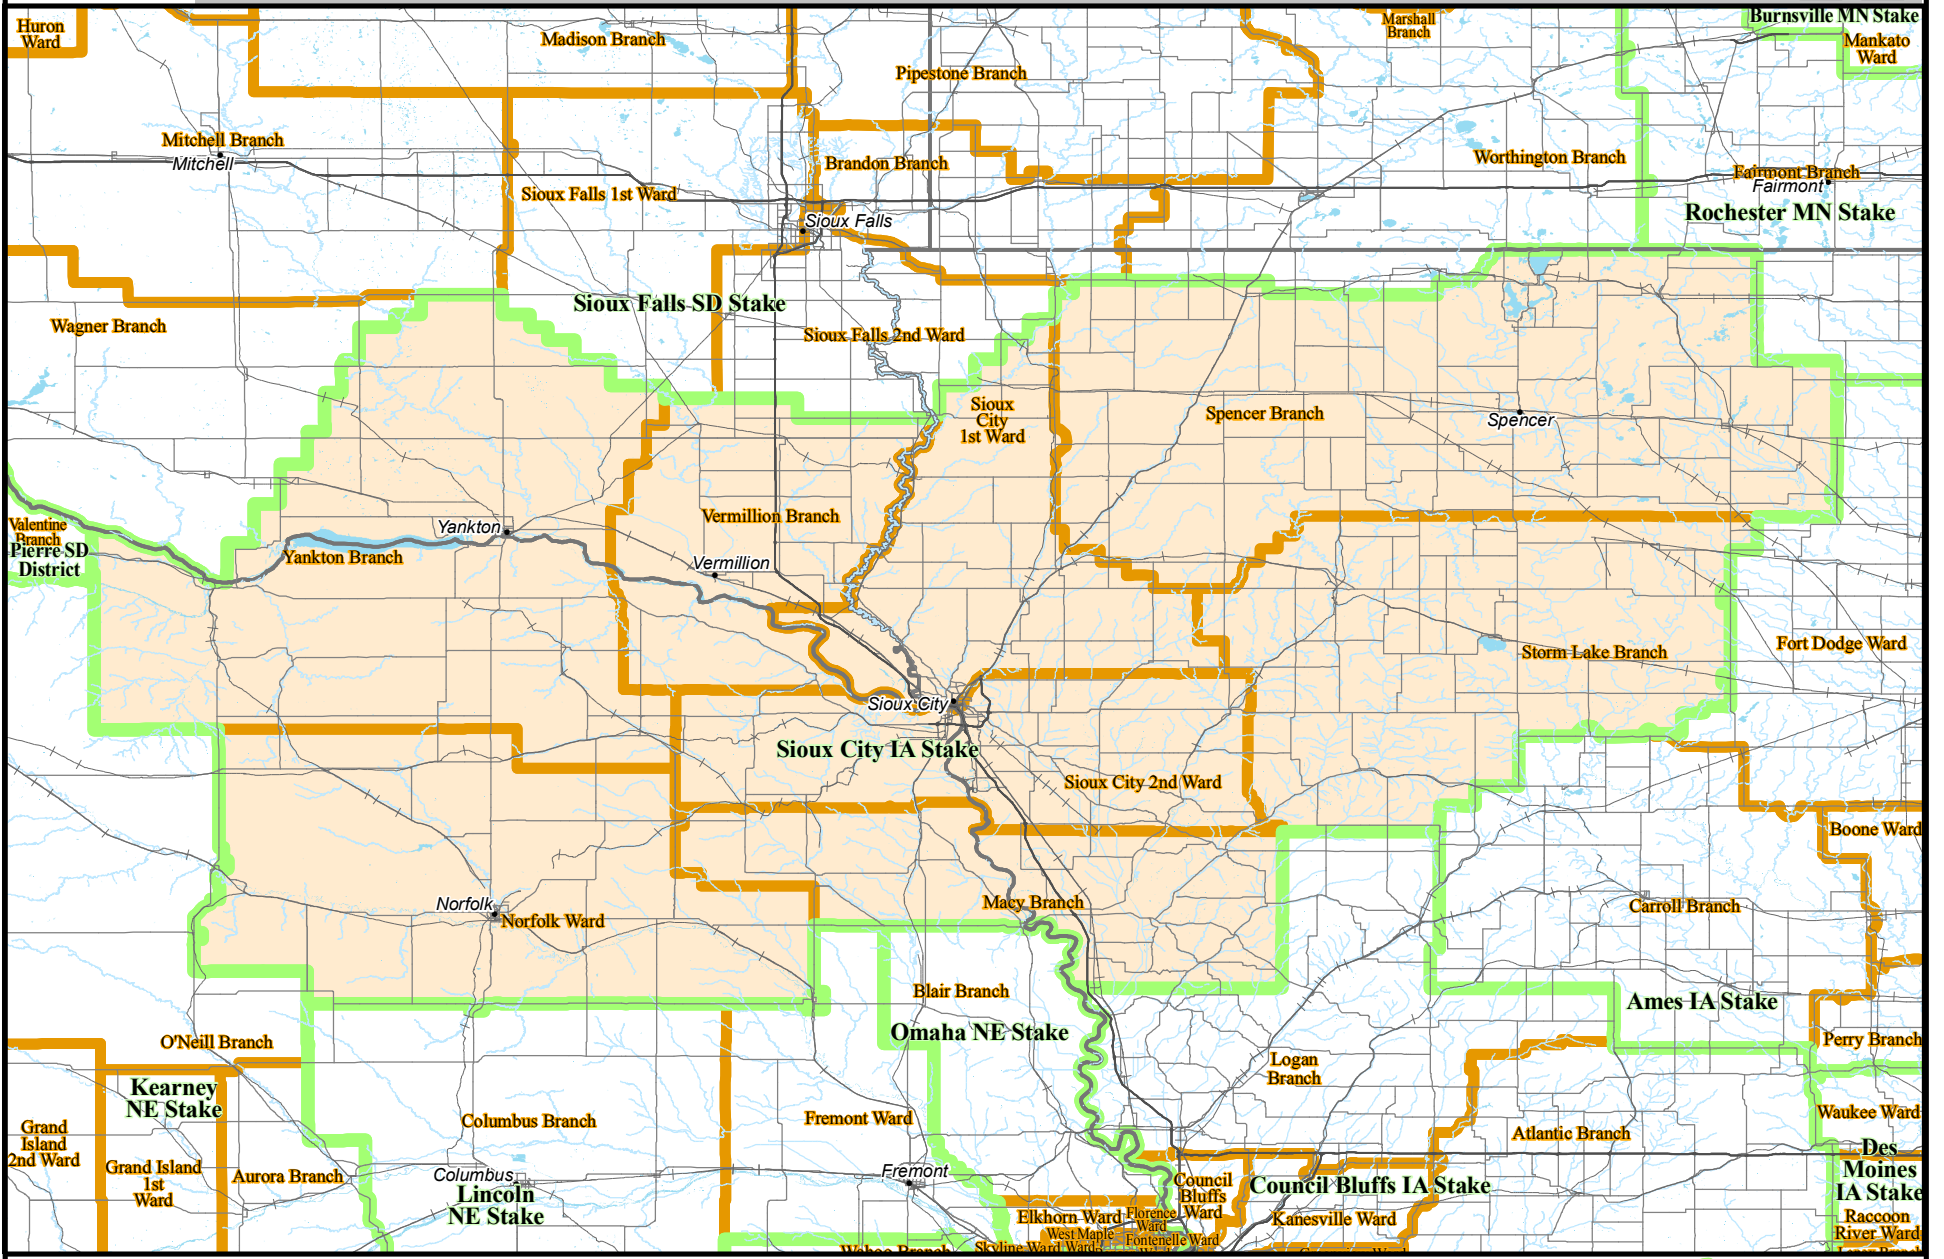 Huron
Ward
Madison Branch
Marshall
Branch
Burnsville MN Stake
Mankato
Ward
Pipestone Branch
Mitchell Branch
Mitchell
Brandon Branch
Worthington Branch
Fairmont Branch
Fairmont
Sioux Falls 1st Ward
Sioux Falls
Rochester MN Stake
Sioux Falls SD Stake
Wagner Branch
Sioux Falls 2nd Ward
Sioux
City
1st Ward
Spencer Branch
Spencer
Valentine
Branch
Pierre SD
District
Yankton
Yankton Branch
Vermillion Branch
Vermillion
Fort Dodge Ward
Storm Lake Branch
Sioux City
Sioux City IA Stake
Sioux City 2nd Ward
Boone Ward
Norfolk
Norfolk Ward
Macy Branch
Carroll Branch
Blair Branch
Ames IA Stake
Omaha NE Stake
O'Neill Branch
Perry Branch
Logan
Branch
Kearney
NE Stake
Columbus Branch
Fremont Ward
Waukee Ward
Atlantic Branch
Grand
Island
2nd Ward
Grand Island
1st
Ward
Aurora Branch
Columbus
Lincoln
NE Stake
Fremont
Council
Bluffs
Ward
Council Bluffs IA Stake
Des
Moines
IA Stake
Elkhorn Ward
Florence
Ward
Kanesville Ward
Raccoon
River Ward
West Maple
Fontenelle Ward
Skyline Ward
Ward
Wahoo Branch